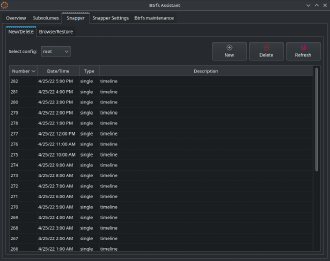 Btrfs Assistant
Overview Subvolumes Snapper Snapper Settings Btrfs maintenance
New/Delete Browse/Restore
Select config: root New Delete Refresh
Number Date/Time Type Description
282 4/25/22 5:00 PM single timeline
281 4/25/22 4:00 PM single timeline
280 4/25/22 3:00 PM single timeline
279 4/25/22 2:00 PM single timeline
278 4/25/22 1:00 PM single timeline
277 4/25/22 12:00 PM single timeline
276 4/25/22 11:00 AM single timeline
275 4/25/22 10:00 AM single timeline
274 4/25/22 9:00 AM single timeline
273 4/25/22 8:00 AM single timeline
272 4/25/22 7:00 AM single timeline
271 4/25/22 6:00 AM single timeline
270 4/25/22 5:00 AM single timeline
269 4/25/22 4:00 AM single timeline
268 4/25/22 3:00 AM single timeline
267 4/25/22 2:00 AM single timeline
266 4/25/22 1:00 AM single timeline